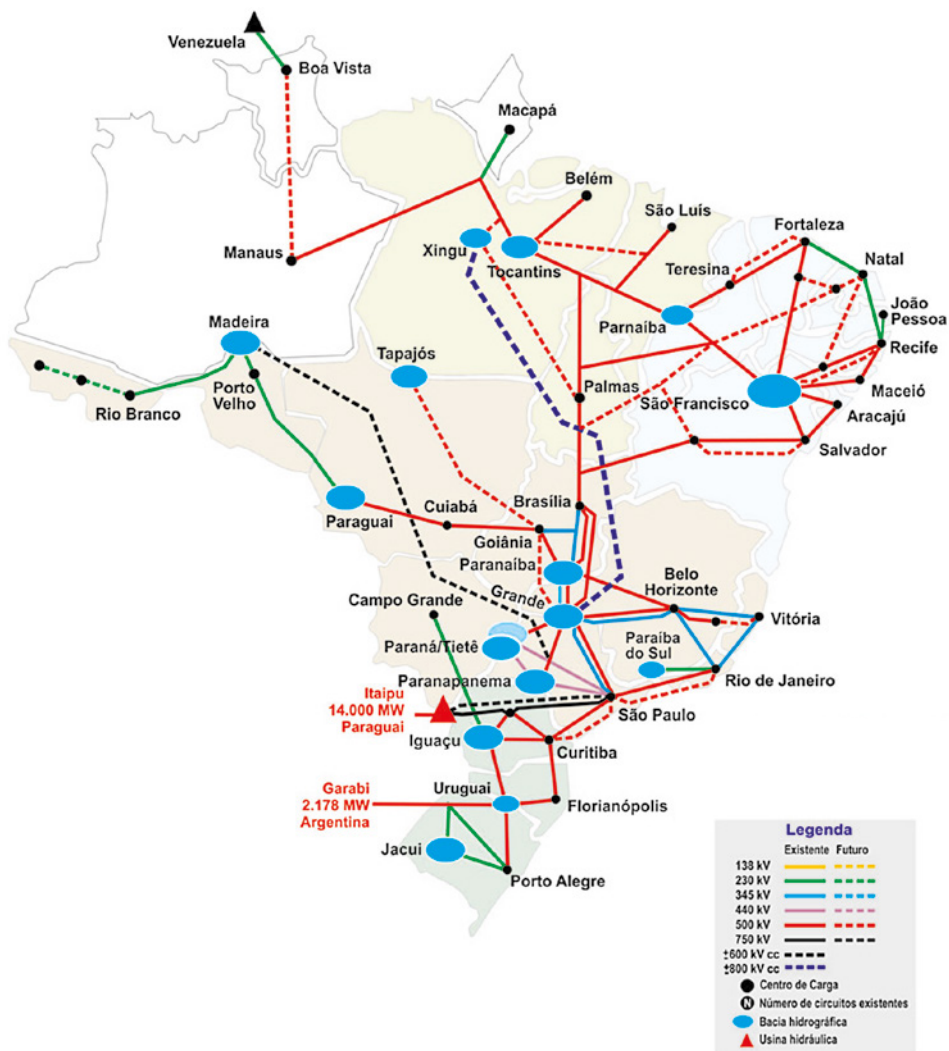 Venezuela
Boa Vista
Macapá
Belém
São Luís
Fortaleza
Xingu
Tocantins
Teresina
Natal
Manaus
João
Pessoa
Madeira
Parnaíba
Recife
Tapajós
Porto
Velho
Palmas
São Francisco
Maceió
Rio Branco
Aracajú
Salvador
Brasília
Paraguai
Cuiabá
Goiânia
Paranaíba
Belo
Horizonte
Grande
Campo Grande
Vitória
Paraíba
do Sul
Paraná/Tietê
Paranapanema
Rio de Janeiro
Itaipu
14.000 MW
Paraguai
São Paulo
Iguaçu
Curitiba
Garabi
2.178 MW
Argentina
Uruguai
Florianópolis
Jacui
Porto Alegre
Legenda
Existente Futuro
138 kV
230 kV
345 kV
440 kV
500 kV
750 kV
±600 kV cc
±800 kV cc
Centro de Carga
N Número de circuitos existentes
Bacia hidrográfica
Usina hidráulica